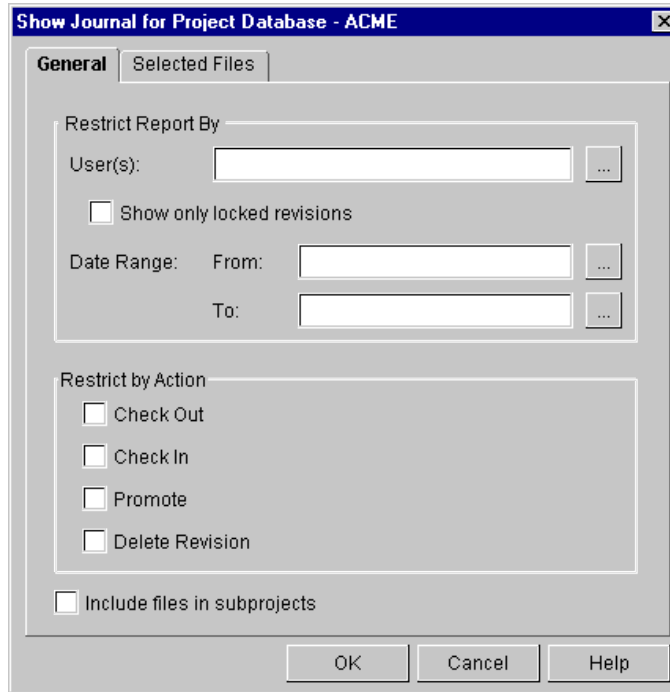 Show Journal for Project Database - ACME
General Selected Files
Restrict Report By
User(s): ...
Show only locked revisions
Date Range: From: ...
To: ...
Restrict by Action
Check Out
Check In
Promote
Delete Revision
Include files in subprojects
OK Cancel Help